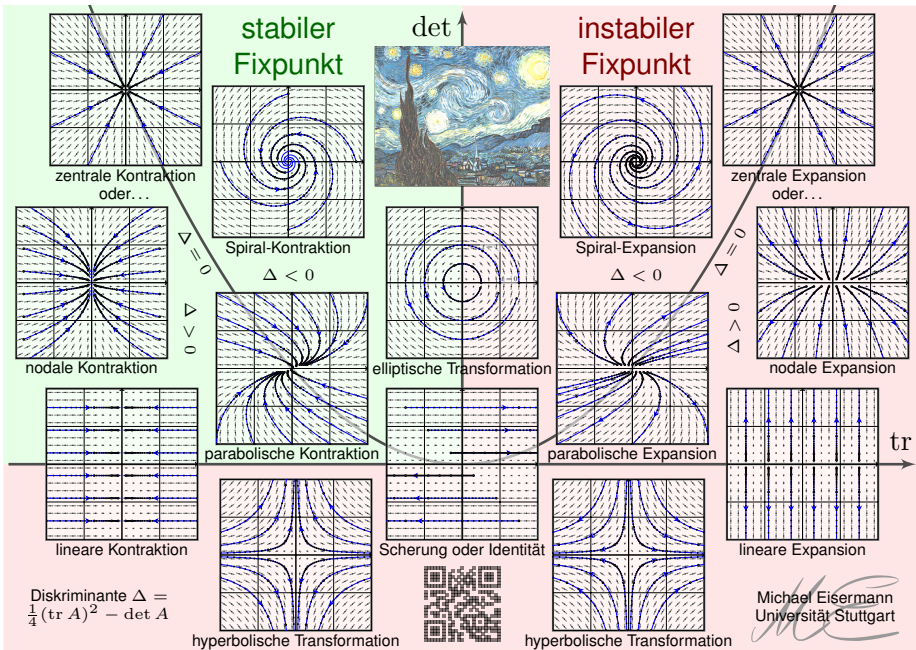 stabiler
Fixpunkt
det
instabiler
Fixpunkt
zentrale Kontraktion
oder…
Spiral-Kontraktion
Spiral-Expansion
zentrale Expansion
oder…
Δ = 0
Δ < 0
Δ < 0
Δ = 0
Δ > 0
Δ > 0
nodale Kontraktion
elliptische Transformation
nodale Expansion
parabolische Kontraktion
parabolische Expansion
tr
lineare Kontraktion
Scherung oder Identität
lineare Expansion
Diskriminante Δ =
1/4 (tr A)² − det A
hyperbolische Transformation
hyperbolische Transformation
Michael Eisermann
Universität Stuttgart